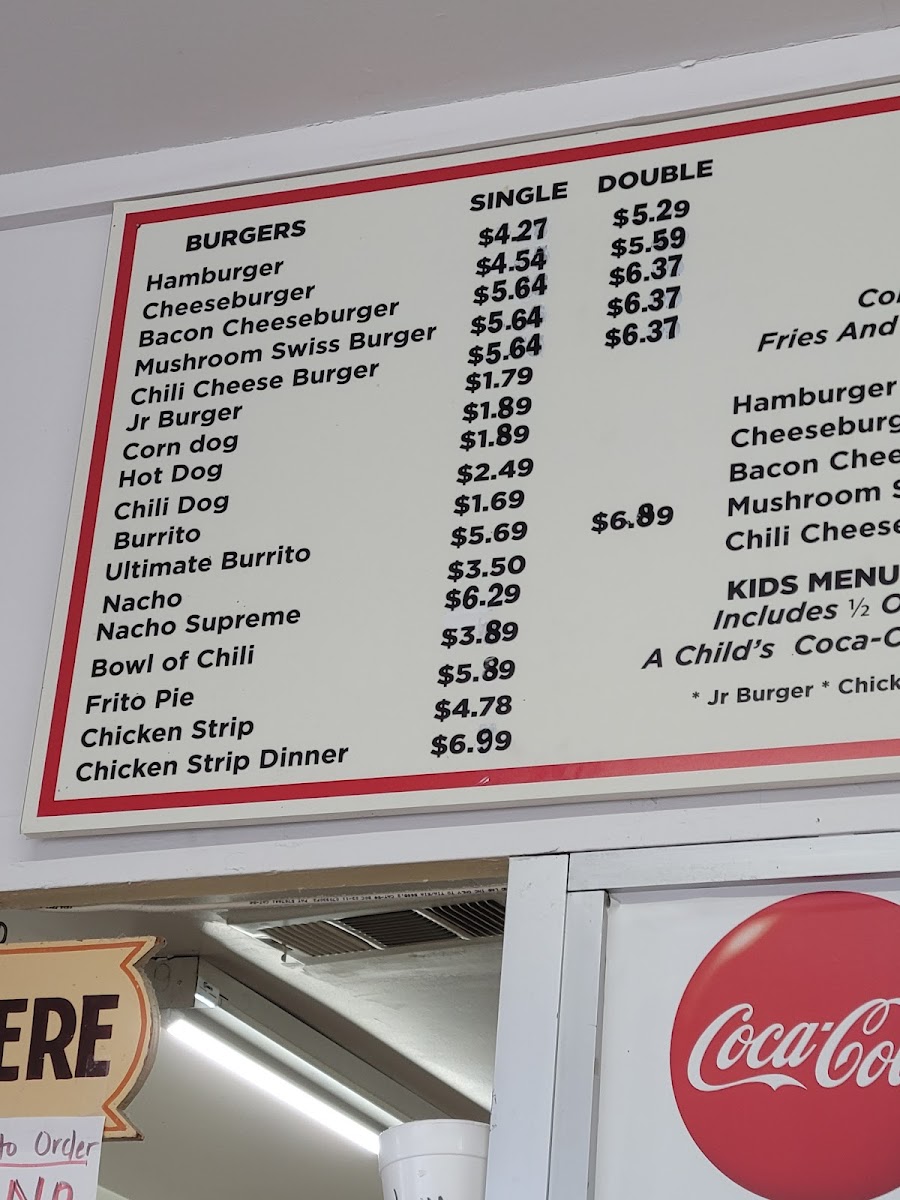 BURGERS SINGLE DOUBLE
Hamburger $4.27 $5.29
Cheeseburger $4.54 $5.59
Bacon Cheeseburger $5.64 $6.37
Mushroom Swiss Burger $5.64 $6.37
Chili Cheese Burger $5.64 $6.37
Jr Burger $1.79
Corn dog $1.89
Hot Dog $1.89
Chili Dog $2.49
Burrito $1.69
Ultimate Burrito $5.69 $6.89
Nacho $3.50
Nacho Supreme $6.29
Bowl of Chili $3.89
Frito Pie $5.89
Chicken Strip $4.78
Chicken Strip Dinner $6.99
Co
Fries And
Hamburger
Cheeseburg
Bacon Chee
Mushroom S
Chili Cheese
KIDS MENU
Includes ½ O
A Child's Coca-C
* Jr Burger * Chick
ERE
to Order
NO
Coca-Col